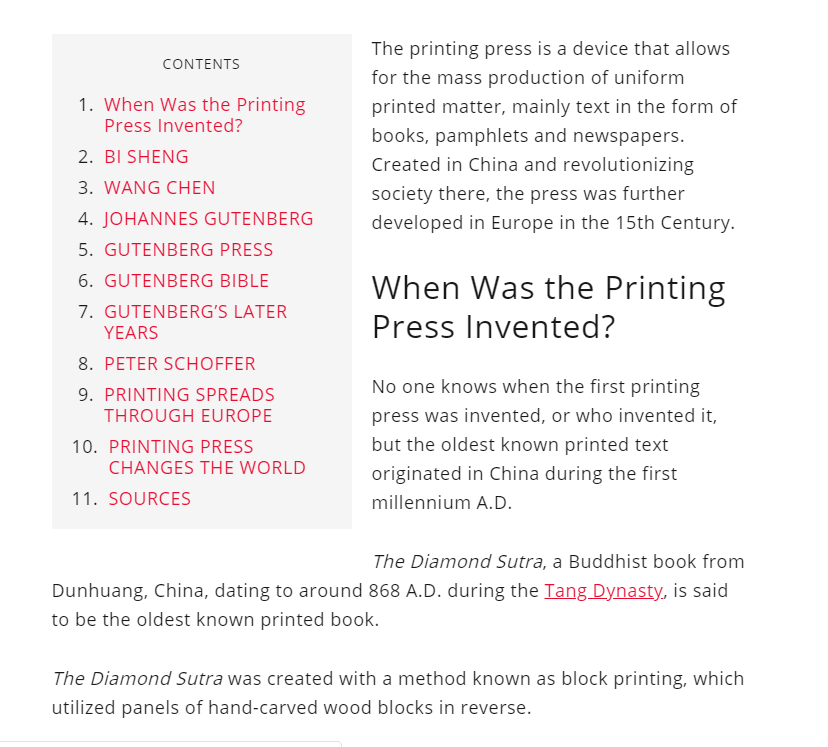 CONTENTS
1. When Was the Printing
Press Invented?
2. BI SHENG
3. WANG CHEN
4. JOHANNES GUTENBERG
5. GUTENBERG PRESS
6. GUTENBERG BIBLE
7. GUTENBERG’S LATER
YEARS
8. PETER SCHOFFER
9. PRINTING SPREADS
THROUGH EUROPE
10. PRINTING PRESS
CHANGES THE WORLD
11. SOURCES
The printing press is a device that allows
for the mass production of uniform
printed matter, mainly text in the form of
books, pamphlets and newspapers.
Created in China and revolutionizing
society there, the press was further
developed in Europe in the 15th Century.
When Was the Printing
Press Invented?
No one knows when the first printing
press was invented, or who invented it,
but the oldest known printed text
originated in China during the first
millennium A.D.
The Diamond Sutra, a Buddhist book from
Dunhuang, China, dating to around 868 A.D. during the Tang Dynasty, is said
to be the oldest known printed book.
The Diamond Sutra was created with a method known as block printing, which
utilized panels of hand-carved wood blocks in reverse.